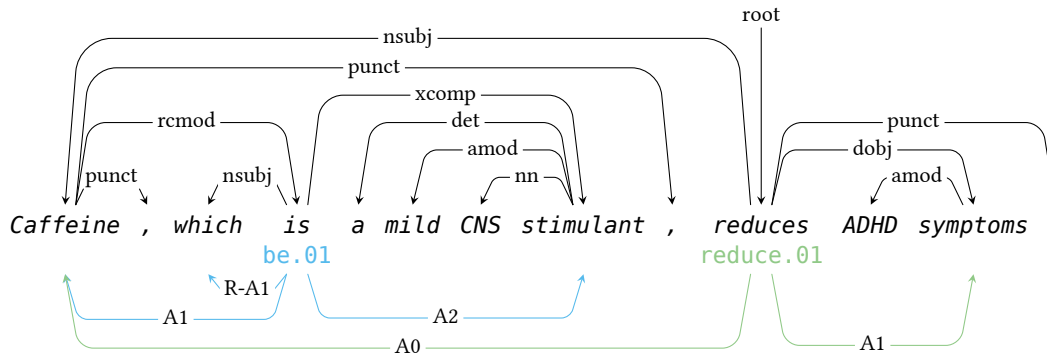 root
nsubj
punct
xcomp
rcmod det punct
amod dobj
punct nsubj nn amod
Caffeine , which is a mild CNS stimulant , reduces ADHD symptoms
be.01 reduce.01
R-A1
A1 A2 A1
A0